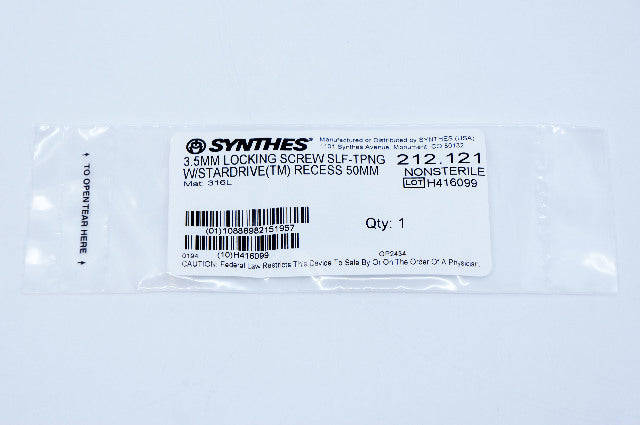 SYNTHES®
Manufactured or Distributed by SYNTHES (USA)
1101 Synthes Avenue, Monument, CO 80132
3.5MM LOCKING SCREW SLF-TPNG
W/STARDRIVE(TM) RECESS 50MM
Mat: 316L
212.121
NONSTERILE
LOT H416099
(01)10886982151957
Qty: 1
0194 (10)H416099
GP2434
CAUTION: Federal Law Restricts This Device To Sale By Or On The Order Of A Physician.
TO OPEN TEAR HERE